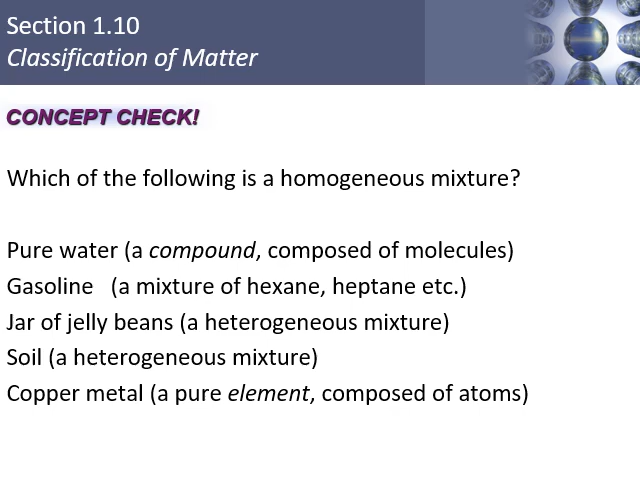 Section 1.10
Classification of Matter
CONCEPT CHECK!
Which of the following is a homogeneous mixture?
Pure water (a compound, composed of molecules)
Gasoline (a mixture of hexane, heptane etc.)
Jar of jelly beans (a heterogeneous mixture)
Soil (a heterogeneous mixture)
Copper metal (a pure element, composed of atoms)